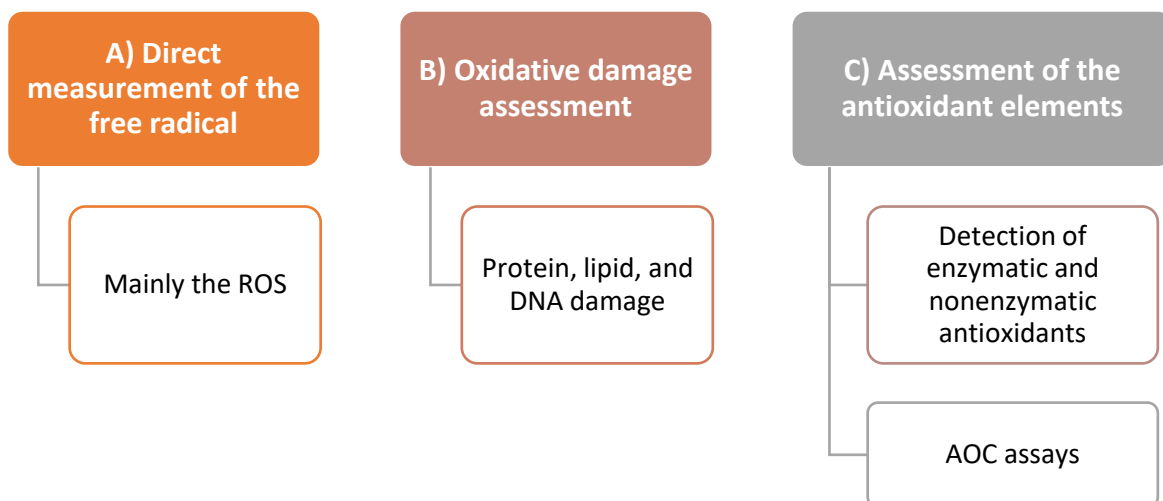 A) Direct
measurement of the
free radical
Mainly the ROS
B) Oxidative damage
assessment
Protein, lipid, and
DNA damage
C) Assessment of the
antioxidant elements
Detection of
enzymatic and
nonenzymatic
antioxidants
AOC assays